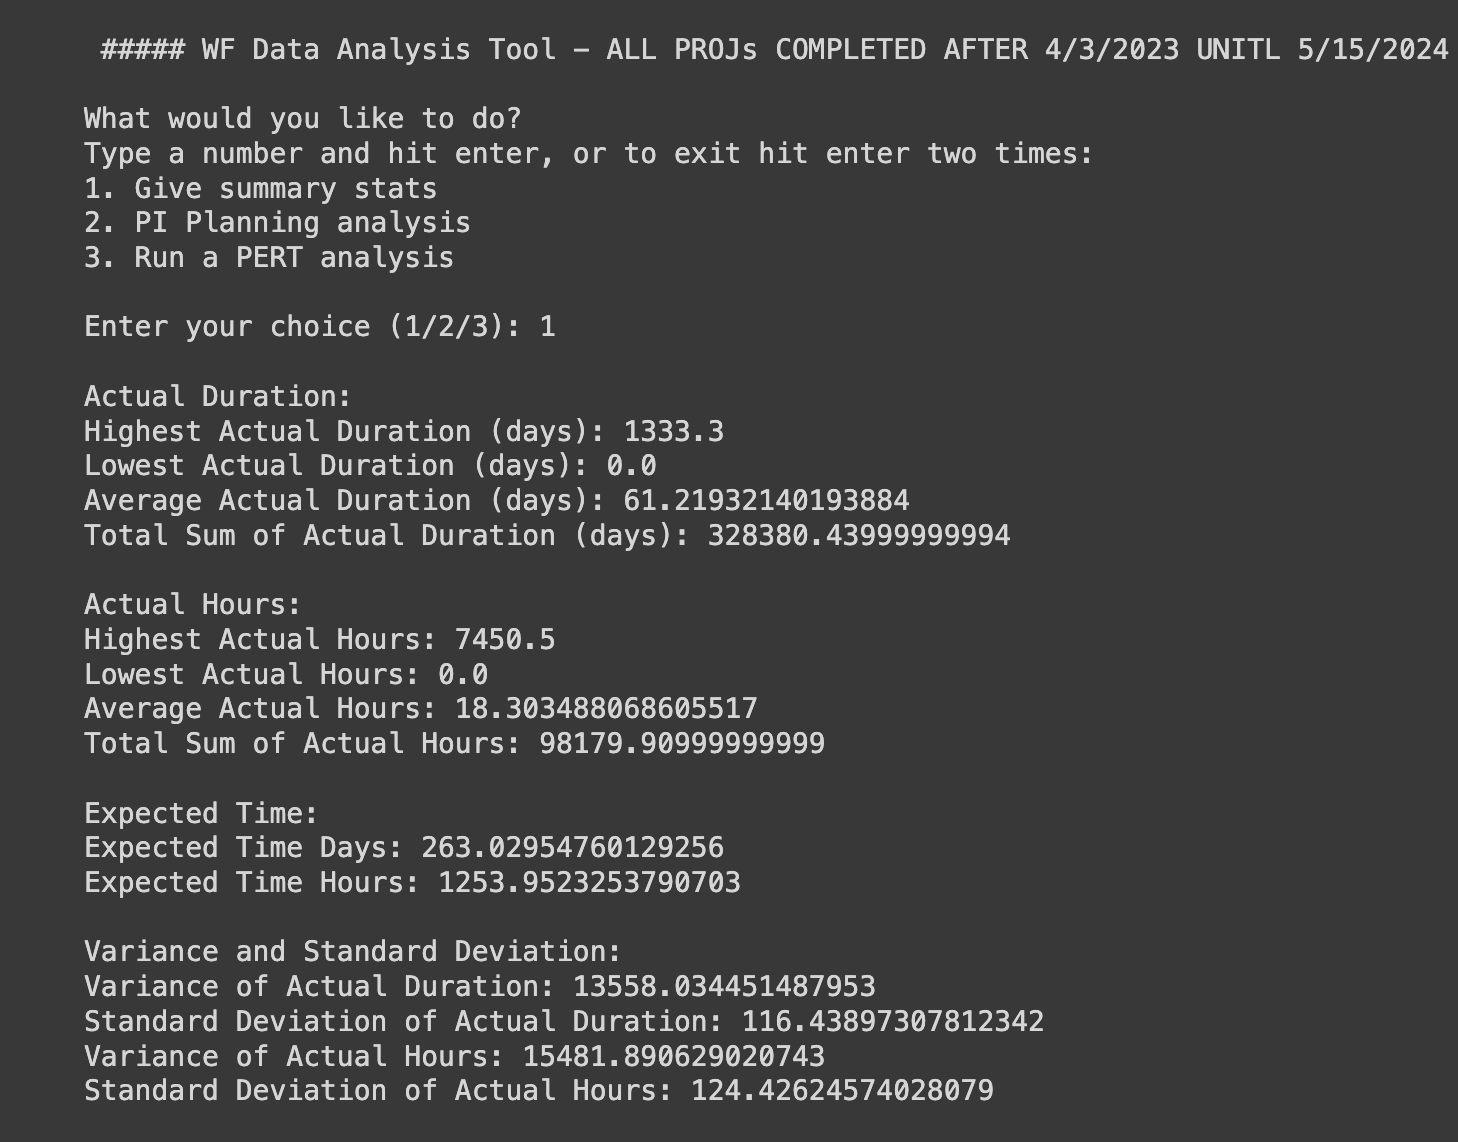 ##### WF Data Analysis Tool – ALL PROJs COMPLETED AFTER 4/3/2023 UNITL 5/15/2024
What would you like to do?
Type a number and hit enter, or to exit hit enter two times:
1. Give summary stats
2. PI Planning analysis
3. Run a PERT analysis
Enter your choice (1/2/3): 1
Actual Duration:
Highest Actual Duration (days): 1333.3
Lowest Actual Duration (days): 0.0
Average Actual Duration (days): 61.21932140193884
Total Sum of Actual Duration (days): 328380.43999999994
Actual Hours:
Highest Actual Hours: 7450.5
Lowest Actual Hours: 0.0
Average Actual Hours: 18.303488068605517
Total Sum of Actual Hours: 98179.90999999999
Expected Time:
Expected Time Days: 263.02954760129256
Expected Time Hours: 1253.9523253790703
Variance and Standard Deviation:
Variance of Actual Duration: 13558.034451487953
Standard Deviation of Actual Duration: 116.43897307812342
Variance of Actual Hours: 15481.890629020743
Standard Deviation of Actual Hours: 124.42624574028079